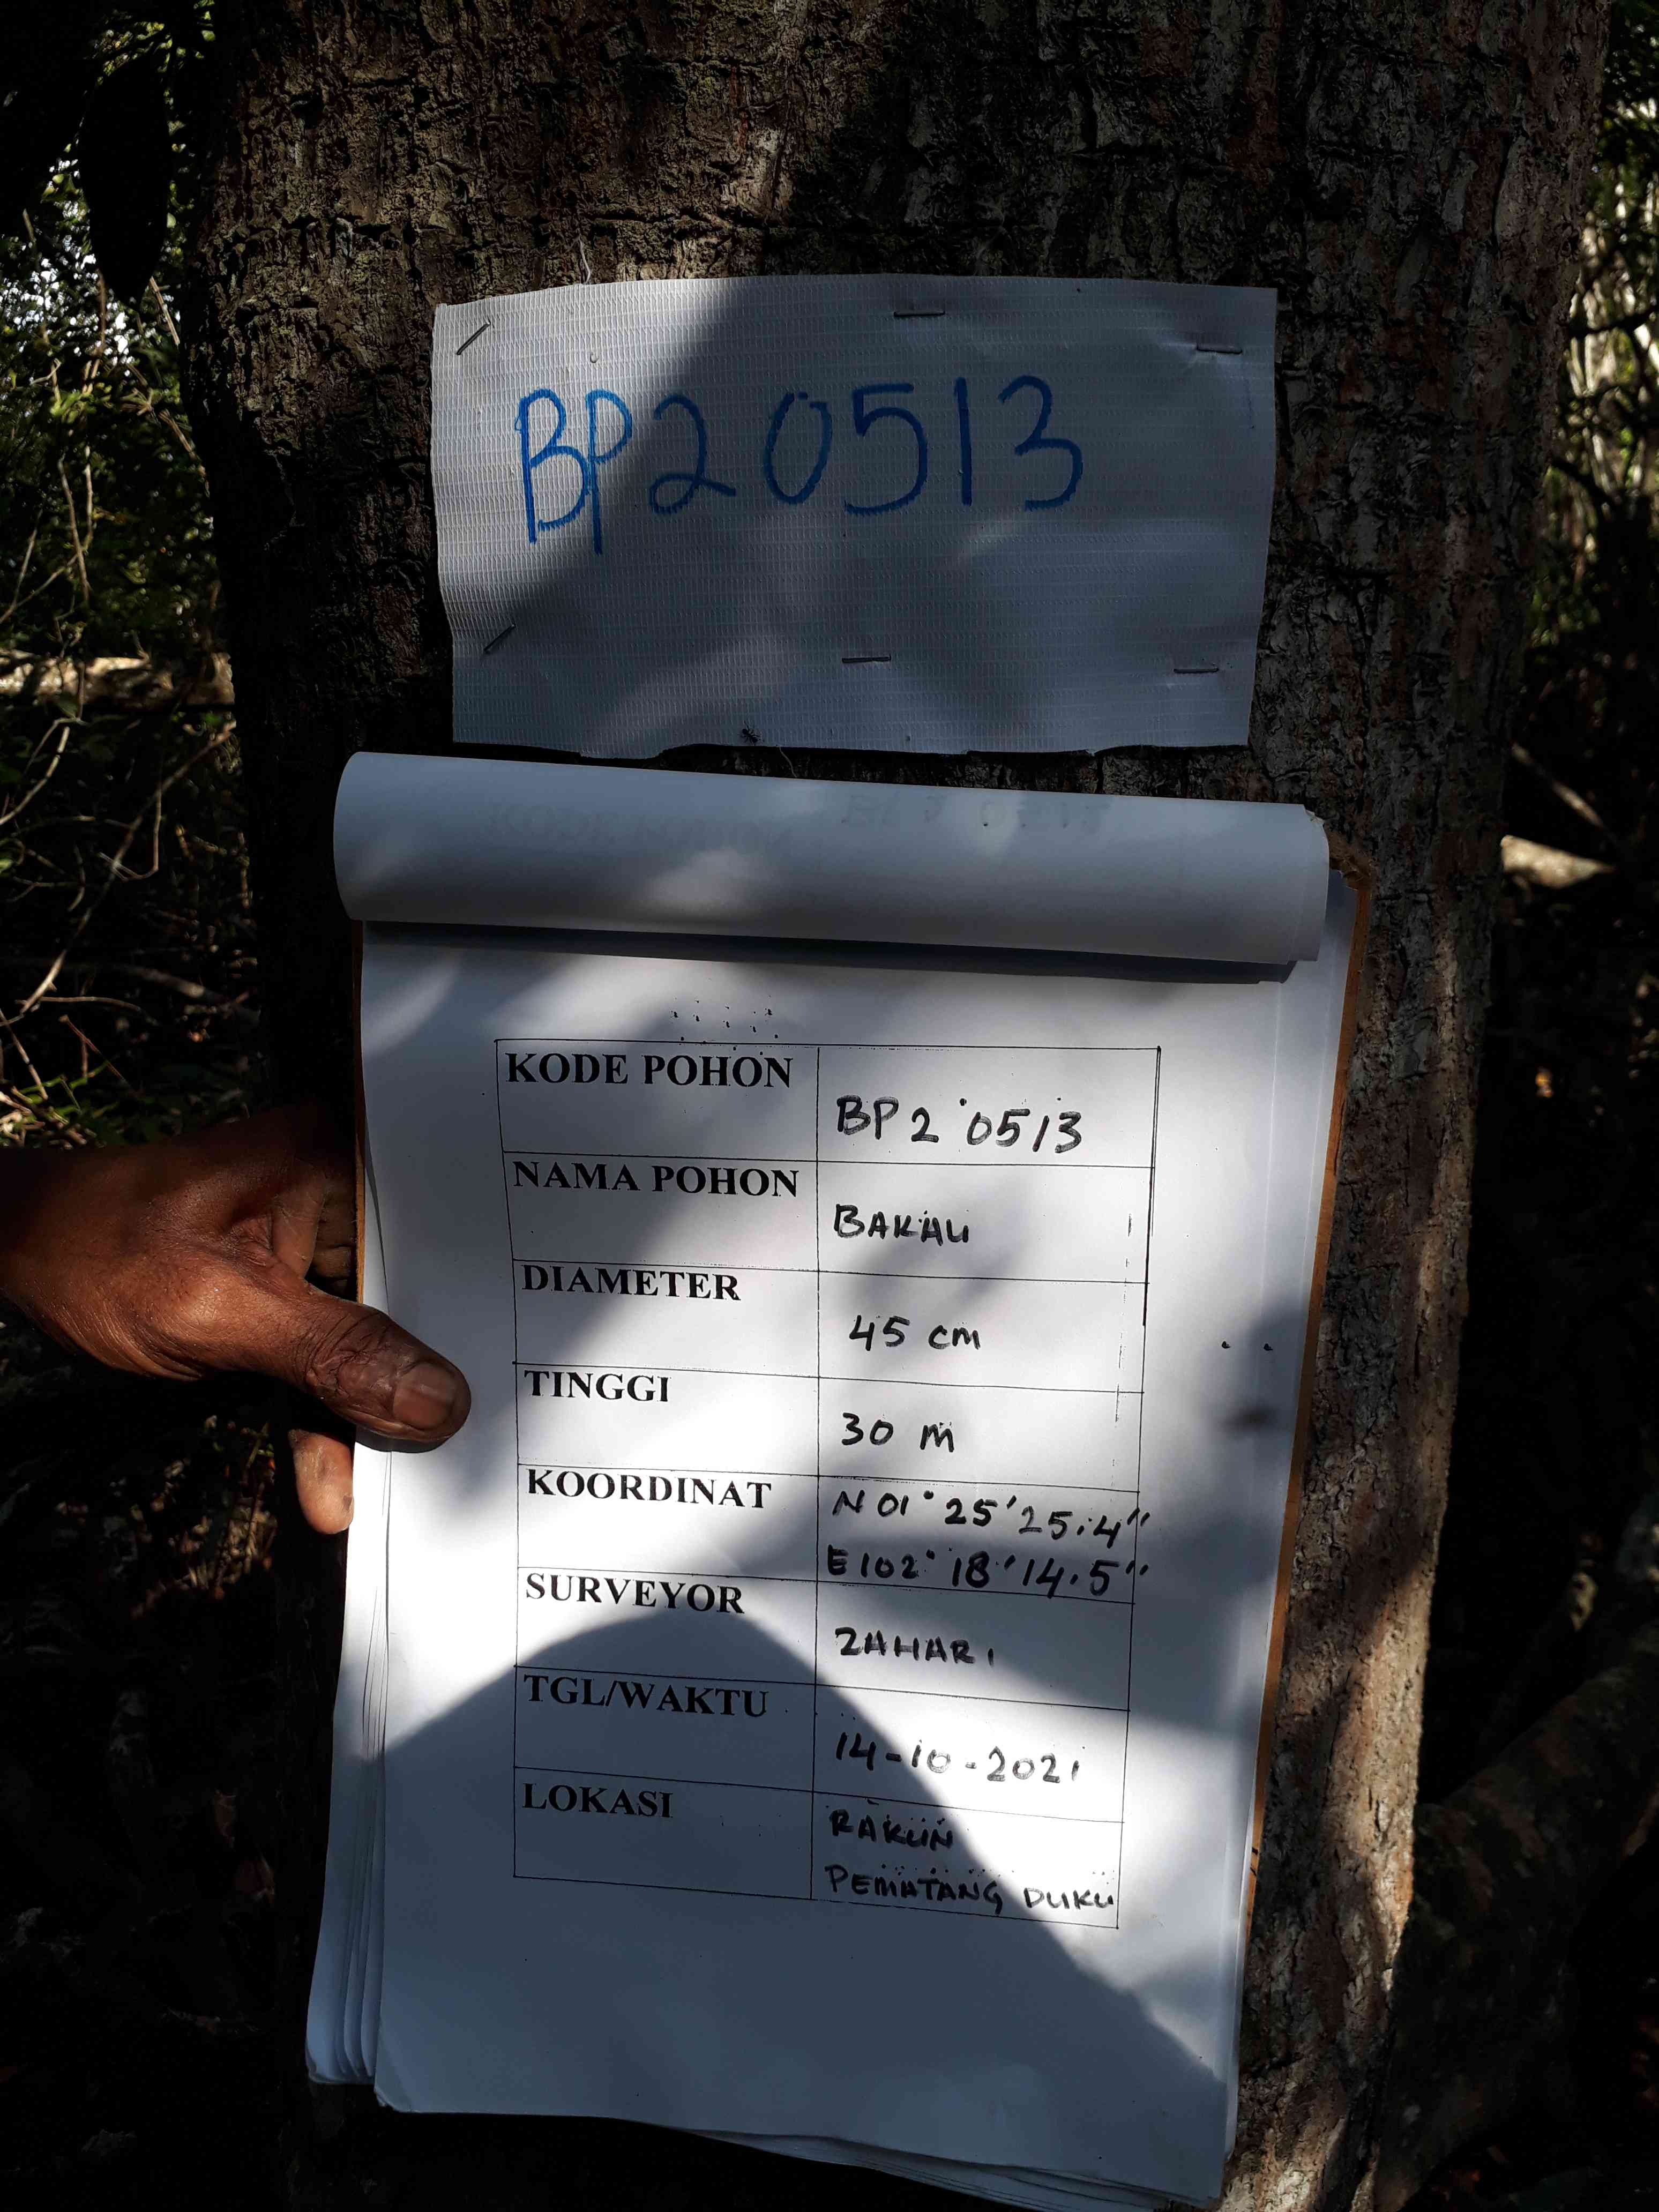 BP20513
KODE POHON
BP2 0513
NAMA POHON
BAKAU
DIAMETER
45 cm
TINGGI
30 m
KOORDINAT
N 01° 25' 25.4"
E 102° 18' 14.5"
SURVEYOR
ZAHARI
TGL/WAKTU
14-10-2021
LOKASI
RAKUN
PEMATANG DUKU